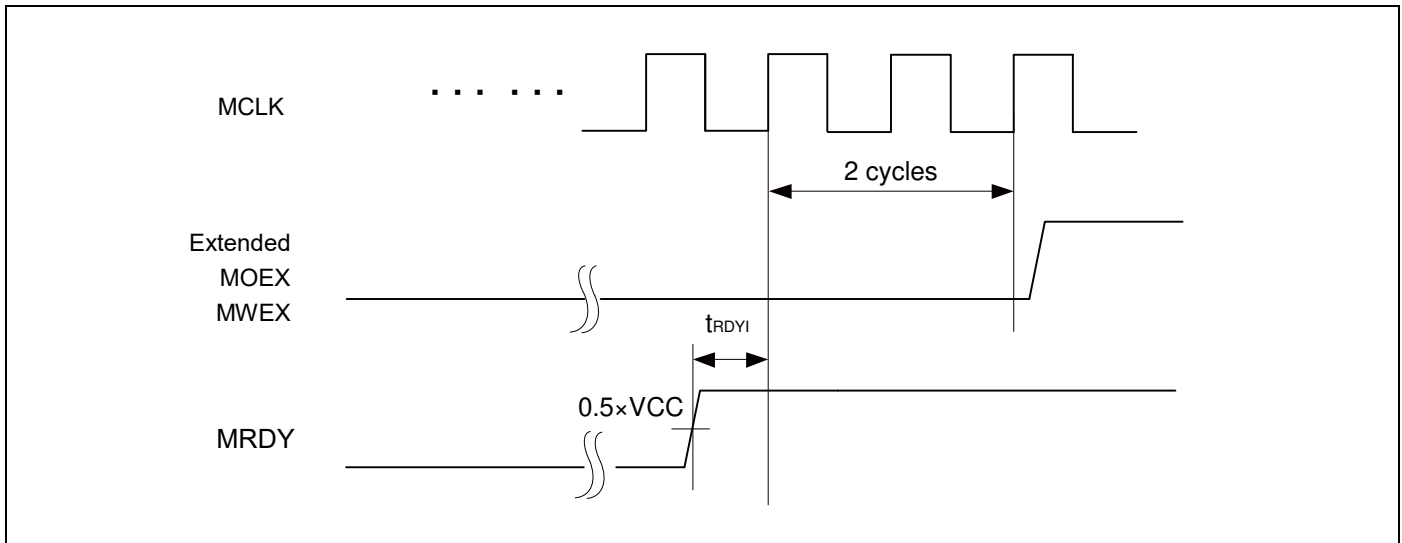 MCLK
. . . . . .
2 cycles
Extended
MOEX
MWEX
tRDYI
0.5×VCC
MRDY